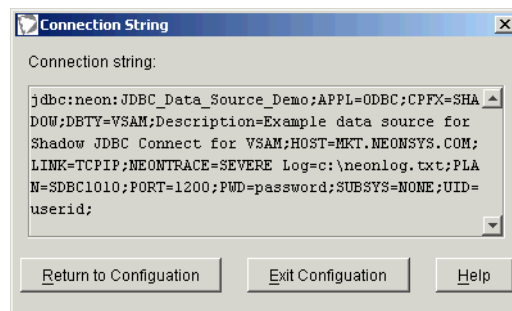 Connection String
Connection string:
jdbc:neon:JDBC_Data_Source_Demo;APPL=ODBC;CPFX=SHA
DOW;DBTY=VSAM;Description=Example data source for
Shadow JDBC Connect for VSAM;HOST=MKT.NEONSYS.COM;
LINK=TCPIP;NEONTRACE=SEVERE Log=c:\neonlog.txt;PLA
N=SDBC1010;PORT=1200;PWD=password;SUBSYS=NONE;UID=
userid;
Return to Configuation Exit Configuation Help